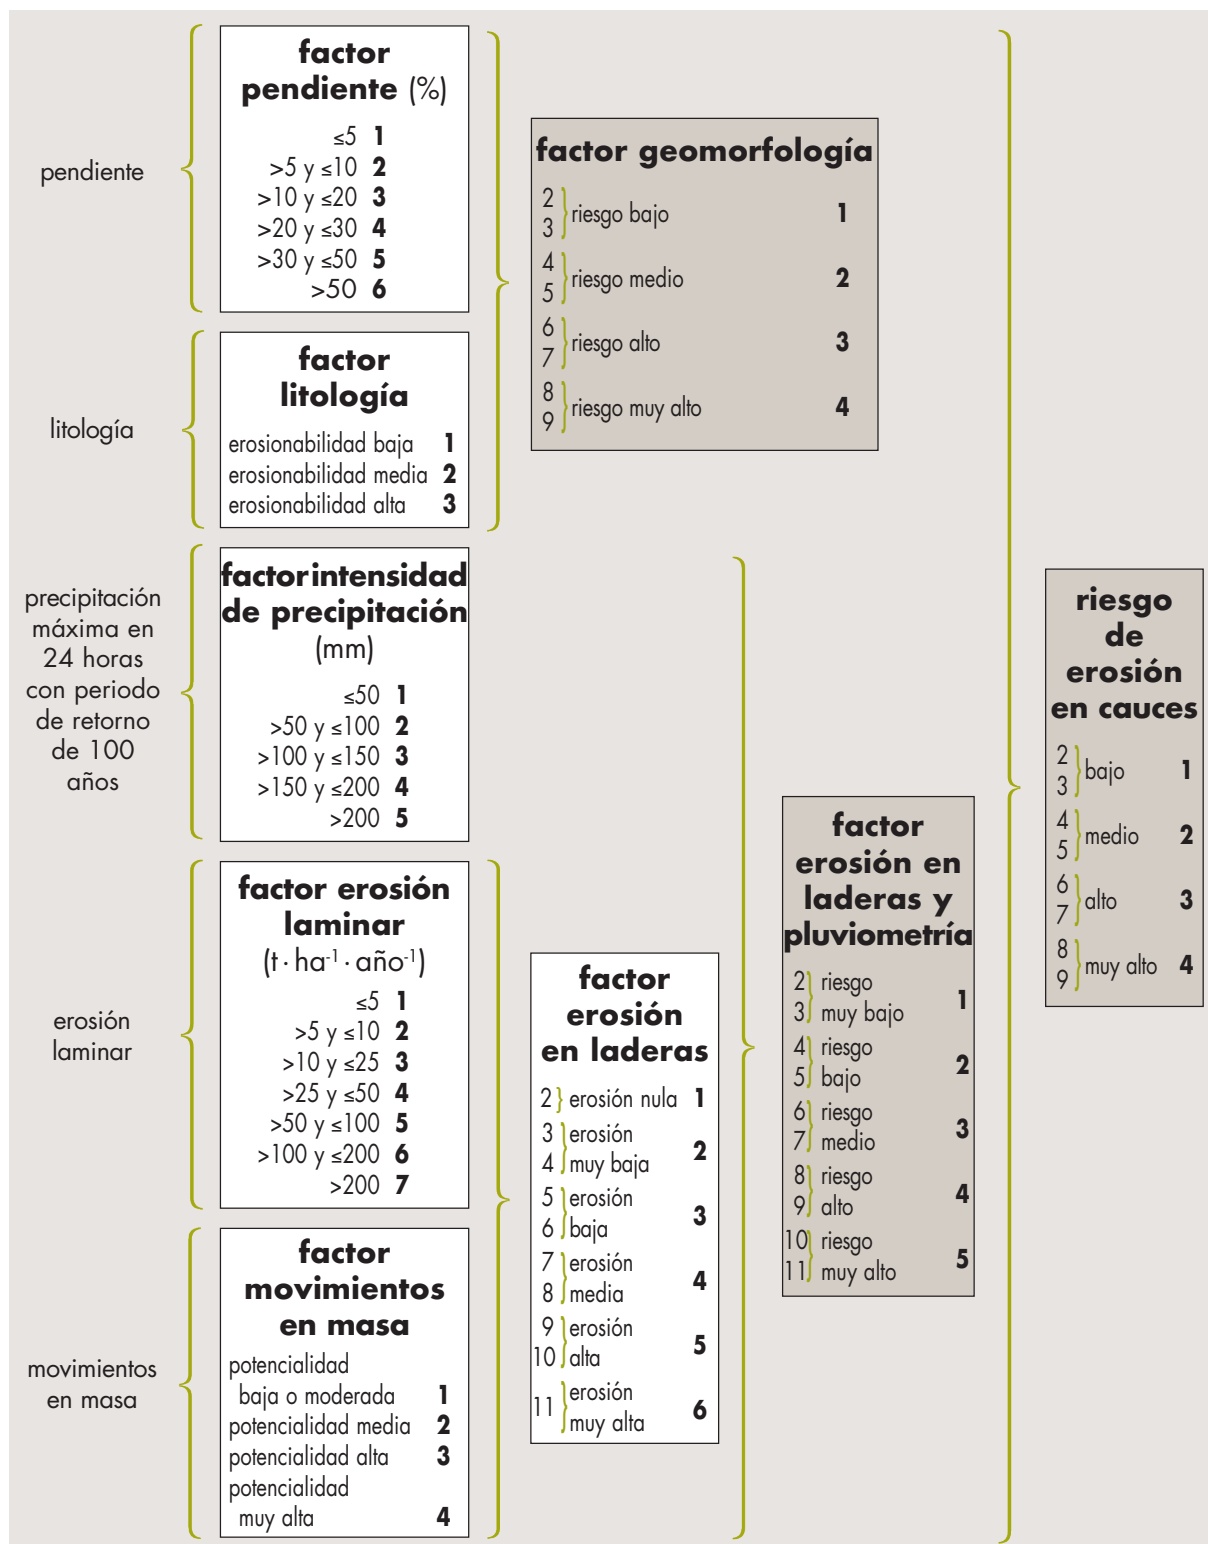 pendiente
factor
pendiente (%)
≤5 1
>5 y ≤10 2
>10 y ≤20 3
>20 y ≤30 4
>30 y ≤50 5
>50 6
litología
factor
litología
erosionabilidad baja 1
erosionabilidad media 2
erosionabilidad alta 3
factor geomorfología
2
3
riesgo bajo 1
4
5
riesgo medio 2
6
7
riesgo alto 3
8
9
riesgo muy alto 4
precipitación
máxima en
24 horas
con periodo
de retorno
de 100
años
factor intensidad
de precipitación
(mm)
≤50 1
>50 y ≤100 2
>100 y ≤150 3
>150 y ≤200 4
>200 5
erosión
laminar
factor erosión
laminar
(t·ha⁻¹·año⁻¹)
≤5 1
>5 y ≤10 2
>10 y ≤25 3
>25 y ≤50 4
>50 y ≤100 5
>100 y ≤200 6
>200 7
movimientos
en masa
factor
movimientos
en masa
potencialidad
baja o moderada 1
potencialidad media 2
potencialidad alta 3
potencialidad
muy alta 4
factor
erosión
en laderas
2 erosión nula 1
3 erosión
4 muy baja 2
5 erosión
6 baja 3
7 erosión
8 media 4
9 erosión
10 alta 5
11 erosión
muy alta 6
factor
erosión en
laderas y
pluviometría
2 riesgo
3 muy bajo 1
4 riesgo
5 bajo 2
6 riesgo
7 medio 3
8 riesgo
9 alto 4
10 riesgo
11 muy alto 5
riesgo
de
erosión
en cauces
2
3
bajo 1
4
5
medio 2
6
7
alto 3
8
9
muy alto 4